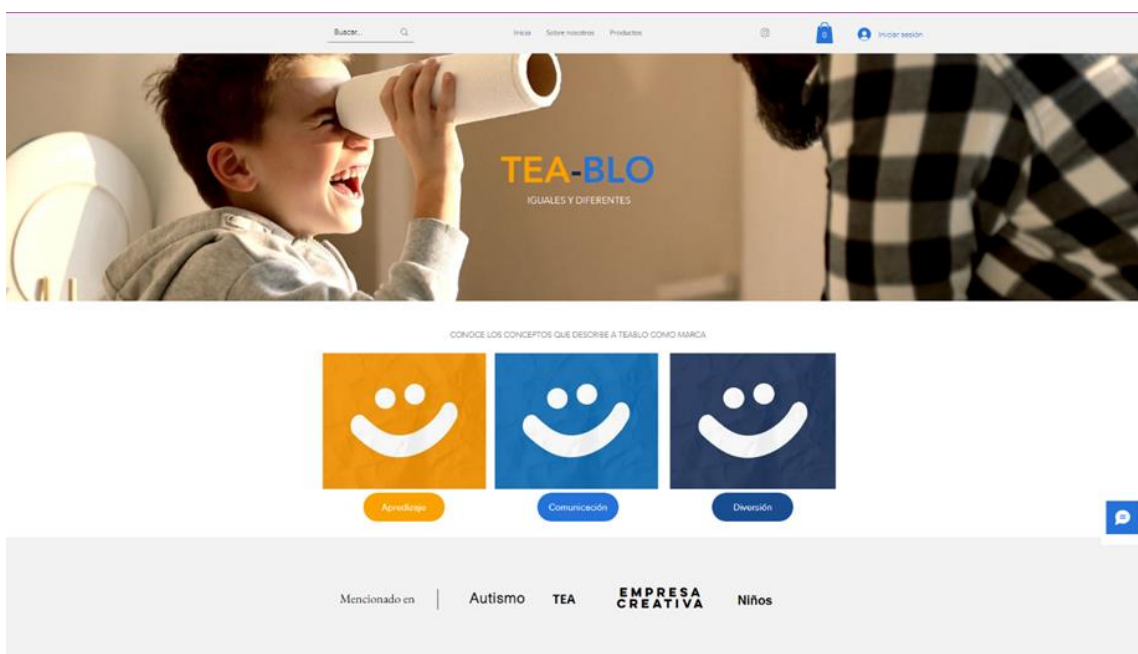 Buscar...
Inicio
Sobre nosotros
Productos
0
Iniciar sesión
TEA-BLO
IGUALES Y DIFERENTES
CONOCE LOS CONCEPTOS QUE DESCRIBE A TEABLO COMO MARCA
Apredizaje
Comunicación
Diversión
Mencionado en
Autismo
TEA
EMPRESA
CREATIVA
Niños